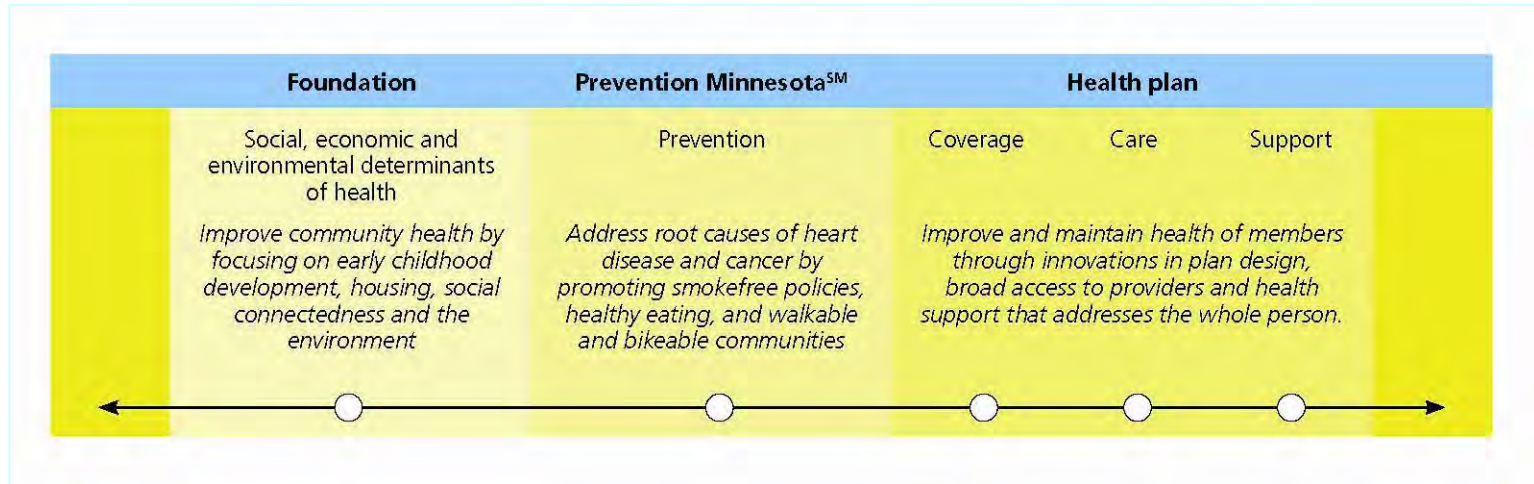 Foundation
Prevention Minnesota℠
Health plan
Social, economic and
environmental determinants
of health
Improve community health by
focusing on early childhood
development, housing, social
connectedness and the
environment
Prevention
Address root causes of heart
disease and cancer by
promoting smokefree policies,
healthy eating, and walkable
and bikeable communities
Coverage
Care
Support
Improve and maintain health of members
through innovations in plan design,
broad access to providers and health
support that addresses the whole person.